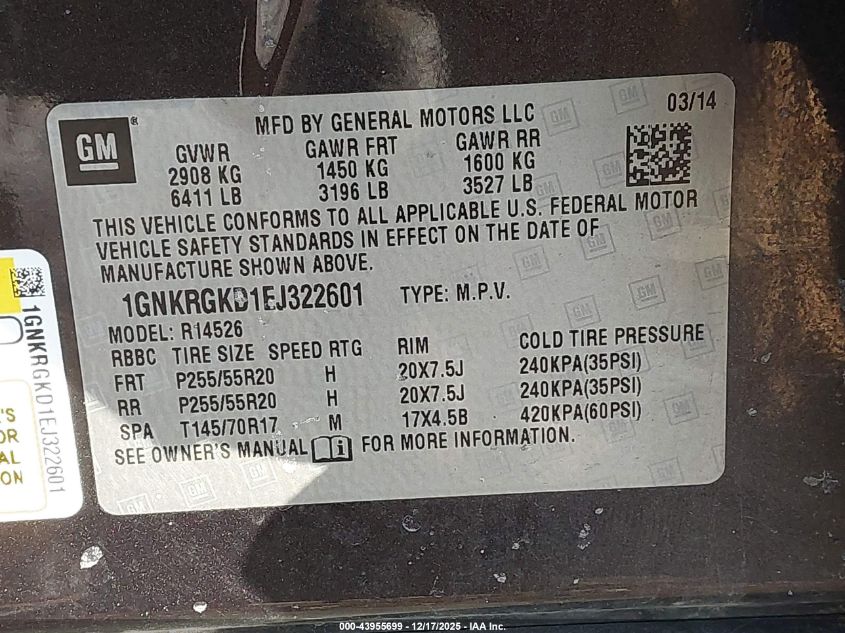 GM
®
MFD BY GENERAL MOTORS LLC
03/14
GVWR GAWR FRT GAWR RR
2908 KG 1450 KG 1600 KG
6411 LB 3196 LB 3527 LB
THIS VEHICLE CONFORMS TO ALL APPLICABLE U.S. FEDERAL MOTOR
VEHICLE SAFETY STANDARDS IN EFFECT ON THE DATE OF
MANUFACTURE SHOWN ABOVE.
1GNKRGKD1EJ322601 TYPE: M.P.V.
MODEL: R14526
RBBC TIRE SIZE SPEED RTG RIM COLD TIRE PRESSURE
FRT P255/55R20 H 20X7.5J 240KPA(35PSI)
RR P255/55R20 H 20X7.5J 240KPA(35PSI)
SPA T145/70R17 M 17X4.5B 420KPA(60PSI)
SEE OWNER'S MANUAL i FOR MORE INFORMATION.
1GNKRGKD1EJ322601
'S
OR
AL
ON
000-43955699 - 12/17/2025 - IAA Inc.